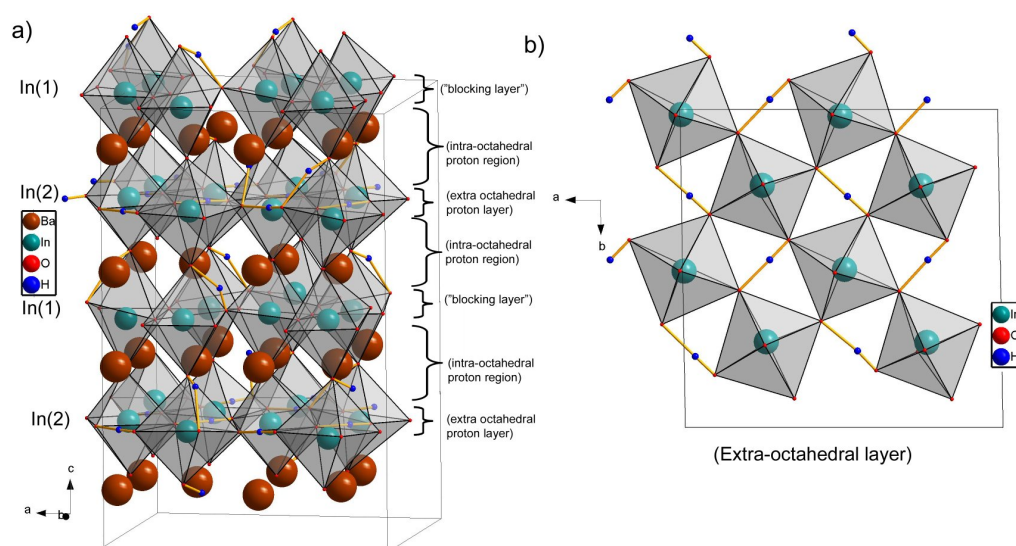 a)
In(1)
("blocking layer")
(intra-octahedral
proton region)
In(2)
(extra octahedral
proton layer)
Ba
In
O
H
(intra-octahedral
proton region)
In(1)
("blocking layer")
(intra-octahedral
proton region)
In(2)
(extra octahedral
proton layer)
c
a
b
b)
a
b
In
O
H
(Extra-octahedral layer)